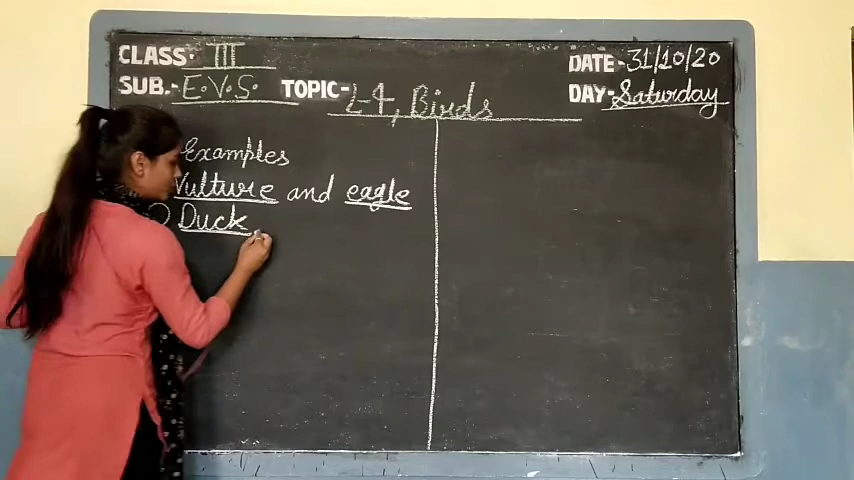 CLASS- III
SUB.- E.V.S.
TOPIC- L-4, Birds
DATE- 31/10/20
DAY- Saturday
Examples
Vulture and eagle
Duck